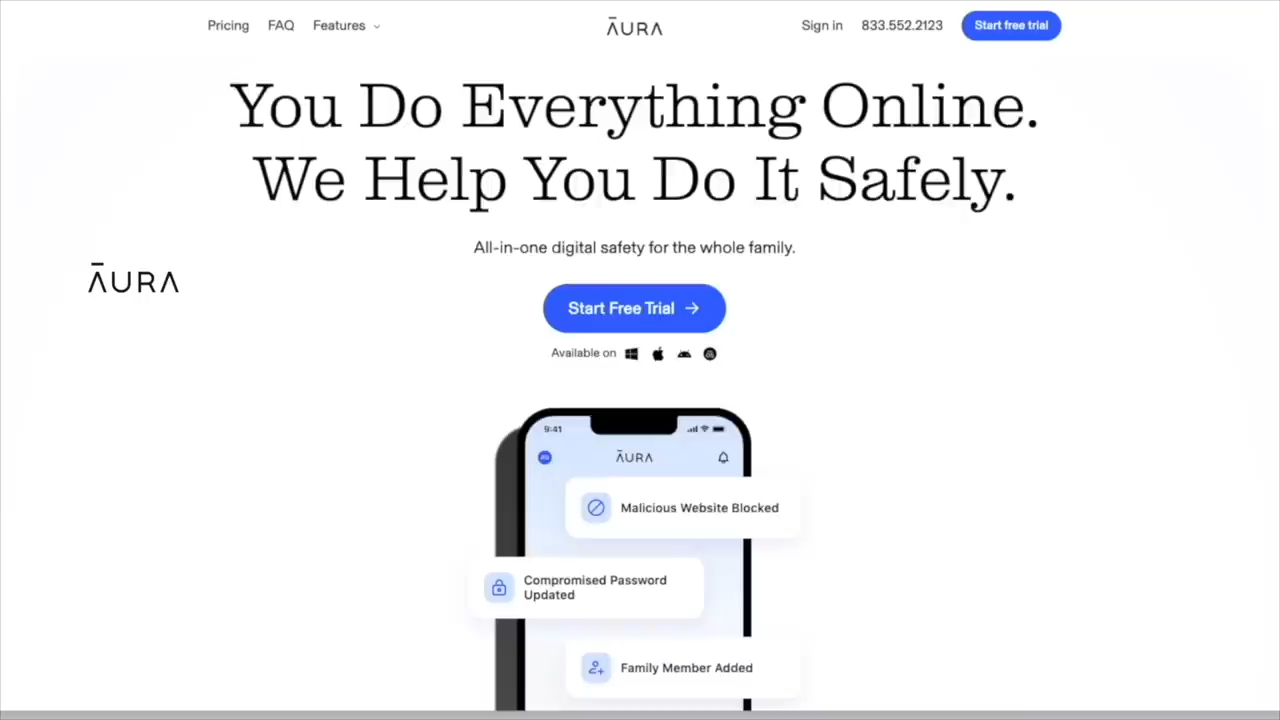 Pricing FAQ Features
ĀURA
Sign in 833.552.2123 Start free trial
You Do Everything Online.
We Help You Do It Safely.
All-in-one digital safety for the whole family.
ĀURA
Start Free Trial →
Available on
9:41
ĀURA
Malicious Website Blocked
Compromised Password
Updated
Family Member Added